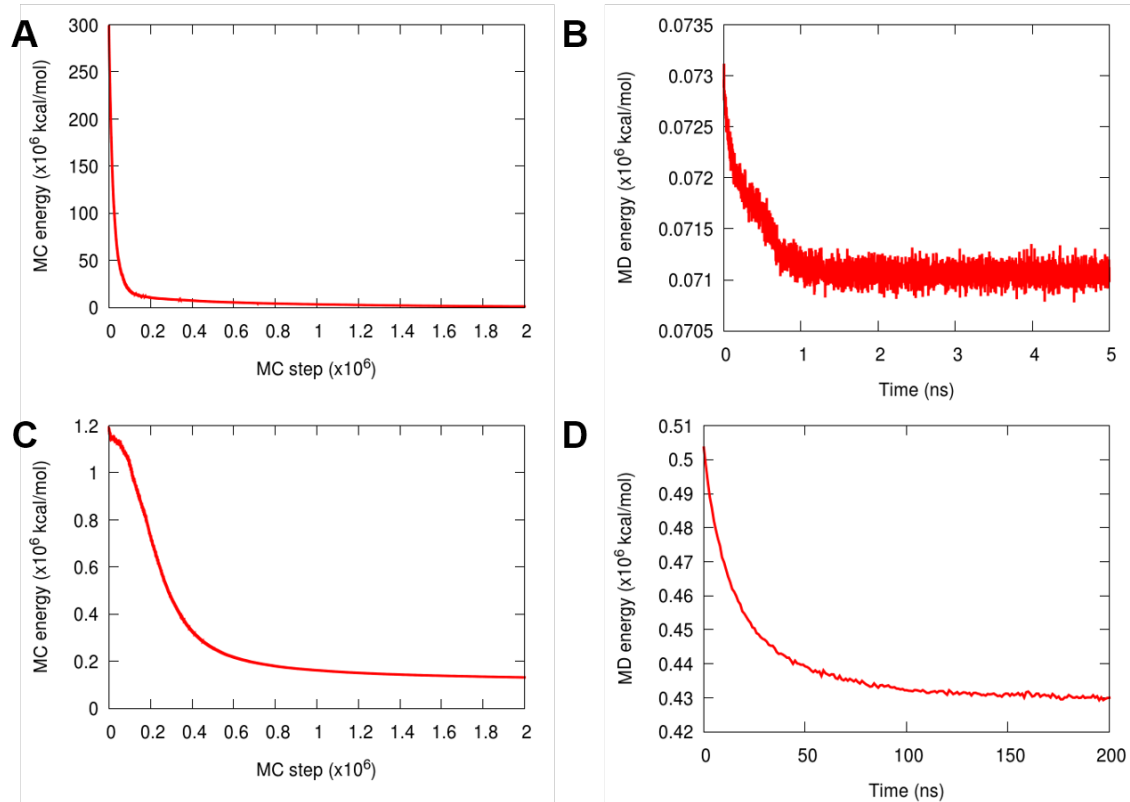 A
MC energy (x10⁶ kcal/mol)
300
250
200
150
100
50
0
0 0.2 0.4 0.6 0.8 1 1.2 1.4 1.6 1.8 2
MC step (x10⁶)
B
MD energy (x10⁶ kcal/mol)
0.0735
0.073
0.0725
0.072
0.0715
0.071
0.0705
0 1 2 3 4 5
Time (ns)
C
MC energy (x10⁶ kcal/mol)
1.2
1
0.8
0.6
0.4
0.2
0
0 0.2 0.4 0.6 0.8 1 1.2 1.4 1.6 1.8 2
MC step (x10⁶)
D
MD energy (x10⁶ kcal/mol)
0.51
0.5
0.49
0.48
0.47
0.46
0.45
0.44
0.43
0.42
0 50 100 150 200
Time (ns)